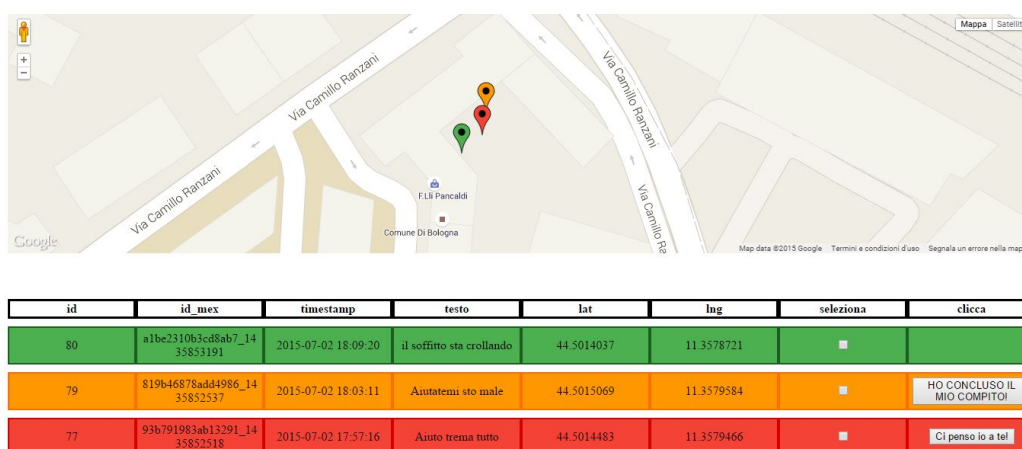 Mappa Satellit
+
−
Via Camillo Ranzani
Via Camillo Ranzani
Via Camillo Ranzani
Via Camillo Ra
F.Lli Pancaldi
Comune Di Bologna
Google
Map data ©2015 Google Termini e condizioni d'uso Segnala un errore nella map
id id_mex timestamp testo lat lng seleziona clicca
a1be2310b3cd8ab7_14
80 2015-07-02 18:09:20 il soffitto sta crollando 44.5014037 11.3578721
35853191
819b46878add4986_14 HO CONCLUSO IL
79 2015-07-02 18:03:11 Aiutatemi sto male 44.5015069 11.3579584
35852537 MIO COMPITO!
93b791983ab13291_14
77 2015-07-02 17:57:16 Aiuto trema tutto 44.5014483 11.3579466 Ci penso io a te!
35852518